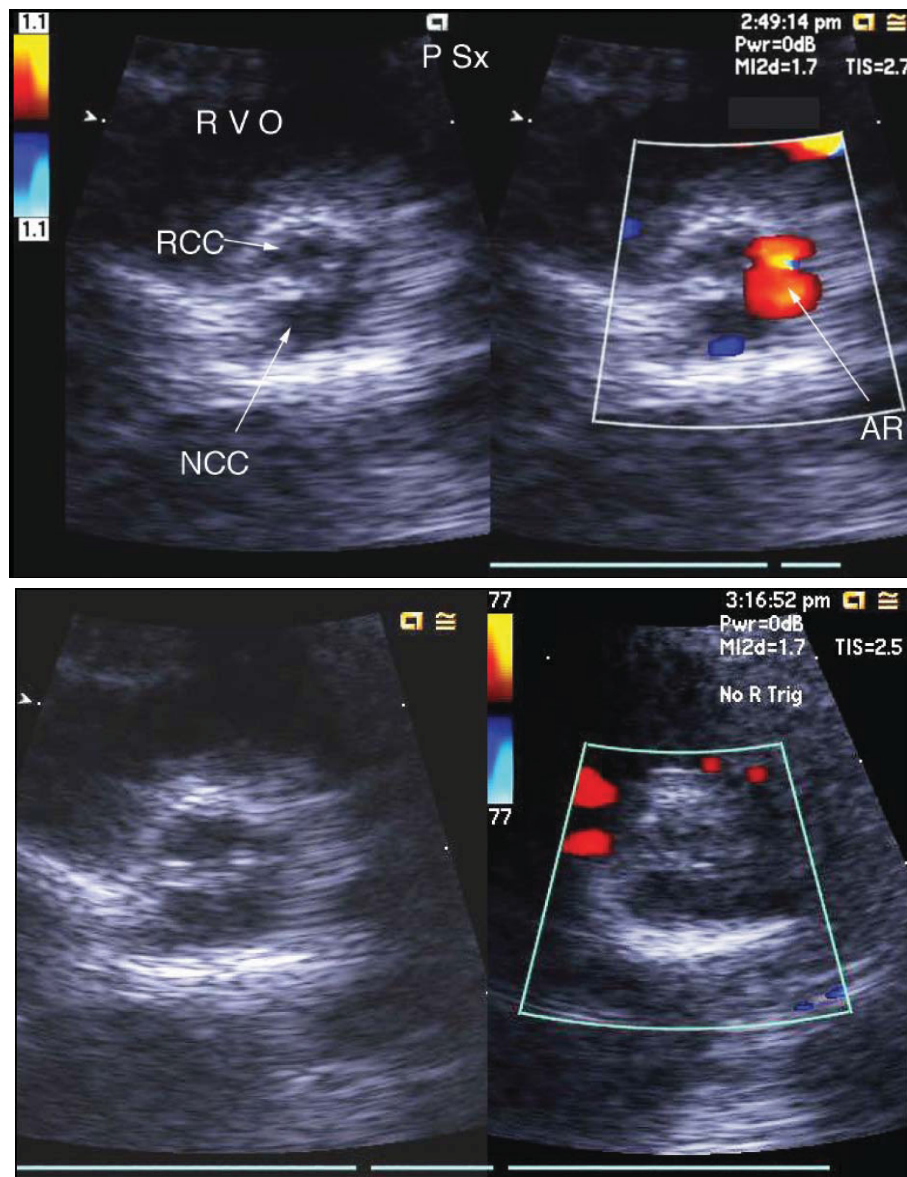 1.1
2:49:14 pm
P Sx
Pwr=0dB
MI2d=1.7 TIS=2.7
R V O
1.1
RCC
AR
NCC
77
3:16:52 pm
Pwr=0dB
MI2d=1.7 TIS=2.5
No R Trig
77